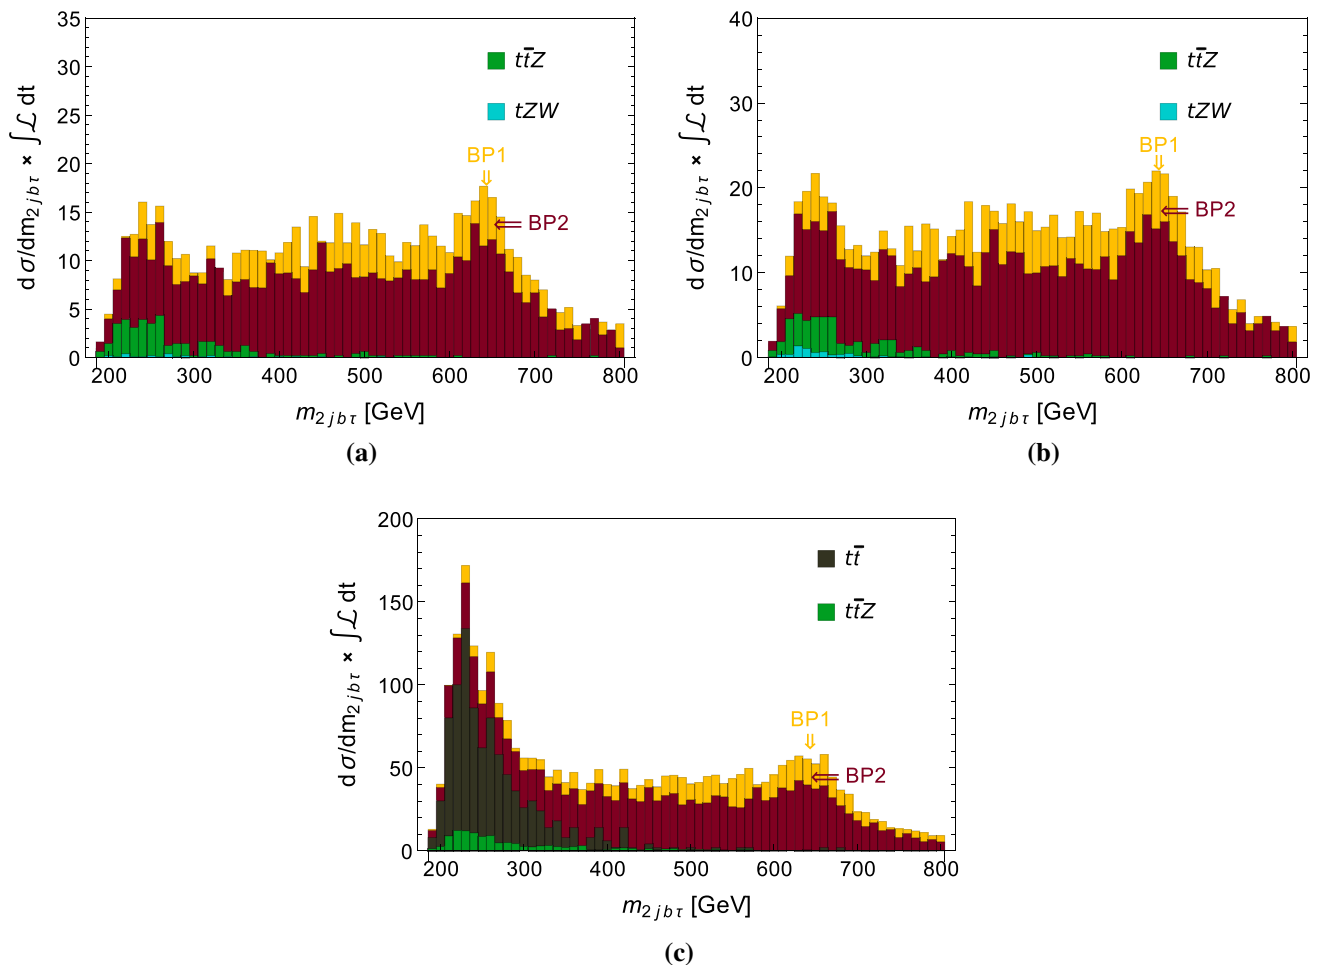 35
30
25
20
15
10
5
0
dσ/dm₂jbτ × ∫ℒ dt
tt̄Z
tZW
BP1
⇓
⇐ BP2
200 300 400 500 600 700 800
m₂jbτ [GeV]
(a)
40
30
20
10
0
dσ/dm₂jbτ × ∫ℒ dt
tt̄Z
tZW
BP1
⇓
⇐ BP2
200 300 400 500 600 700 800
m₂jbτ [GeV]
(b)
200
150
100
50
0
dσ/dm₂jbτ × ∫ℒ dt
tt̄
tt̄Z
BP1
⇓
⇐ BP2
200 300 400 500 600 700 800
m₂jbτ [GeV]
(c)